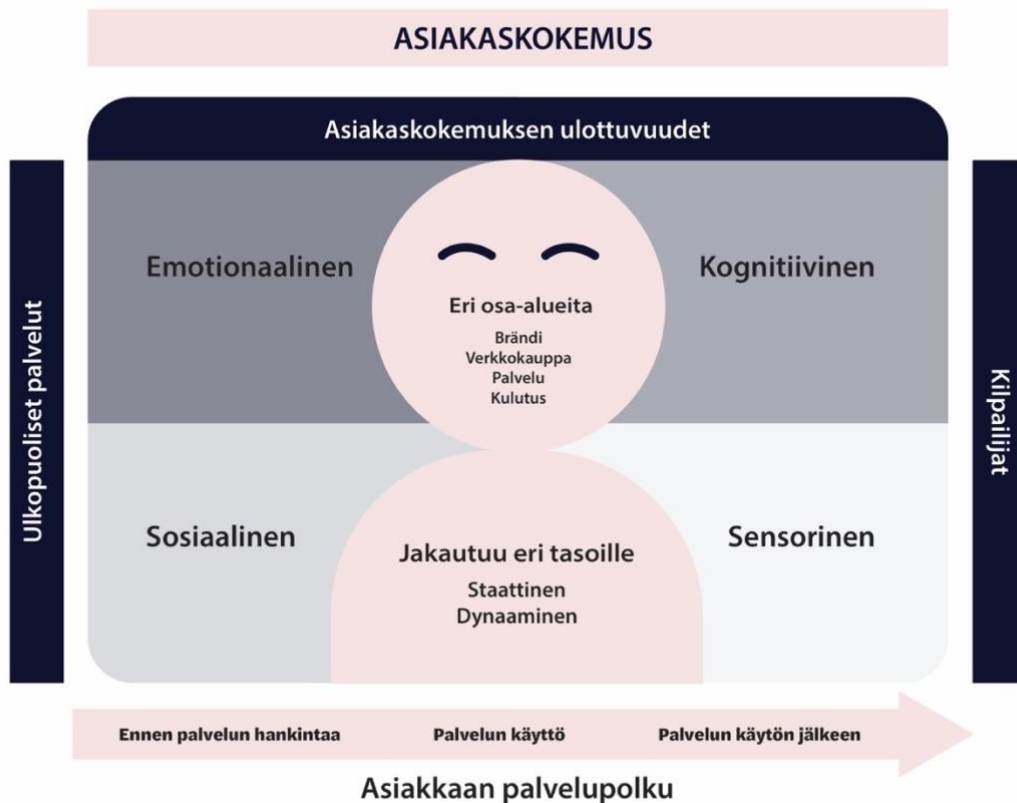 ASIAKASKOKEMUS
Asiakaskokemuksen ulottuvuudet
Ulkopuoliset palvelut
Emotionaalinen
Kognitiivinen
Eri osa-alueita
Brändi
Verkkokauppa
Palvelu
Kulutus
Kilpailijat
Sosiaalinen
Sensorinen
Jakautuu eri tasoille
Staattinen
Dynaaminen
Ennen palvelun hankintaa
Palvelun käyttö
Palvelun käytön jälkeen
Asiakkaan palvelupolku